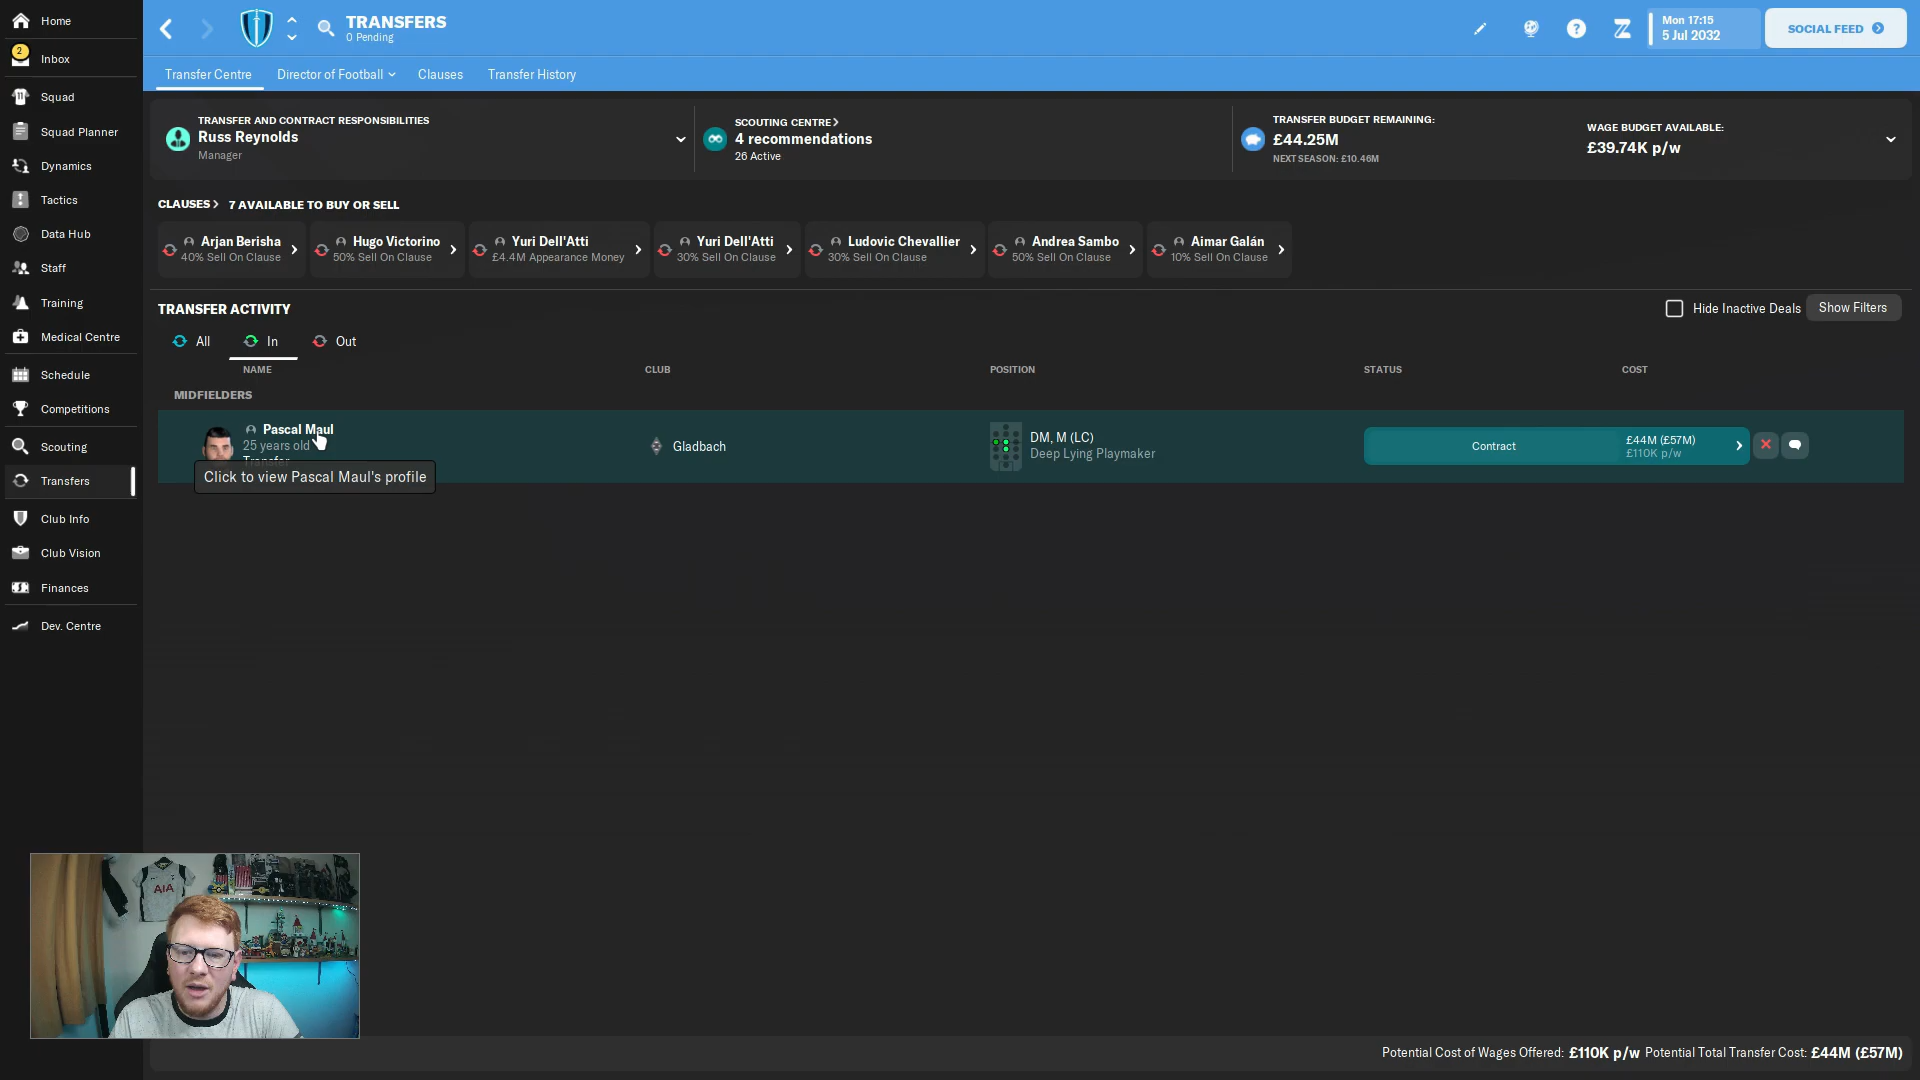 Home
2
Inbox
Squad
Squad Planner
Dynamics
Tactics
Data Hub
Staff
Training
Medical Centre
Schedule
Competitions
Scouting
Transfers
Club Info
Club Vision
Finances
Dev. Centre
TRANSFERS
0 Pending
?
Mon 17:15
5 Jul 2032
SOCIAL FEED
Transfer Centre
Director of Football
Clauses
Transfer History
TRANSFER AND CONTRACT RESPONSIBILITIES
Russ Reynolds
Manager
SCOUTING CENTRE
4 recommendations
26 Active
TRANSFER BUDGET REMAINING:
£44.25M
NEXT SEASON: £10.46M
WAGE BUDGET AVAILABLE:
£39.74K p/w
CLAUSES 7 AVAILABLE TO BUY OR SELL
Arjan Berisha
40% Sell On Clause
Hugo Victorino
50% Sell On Clause
Yuri Dell'Atti
£4.4M Appearance Money
Yuri Dell'Atti
30% Sell On Clause
Ludovic Chevallier
30% Sell On Clause
Andrea Sambo
50% Sell On Clause
Aimar Galán
10% Sell On Clause
TRANSFER ACTIVITY
Hide Inactive Deals
Show Filters
All
In
Out
NAME
CLUB
POSITION
STATUS
COST
MIDFIELDERS
Pascal Maul
25 years old
Transfer
Gladbach
DM, M (LC)
Deep Lying Playmaker
Contract
£44M (£57M)
£110K p/w
Click to view Pascal Maul's profile
AIA
Potential Cost of Wages Offered: £110K p/w Potential Total Transfer Cost: £44M (£57M)